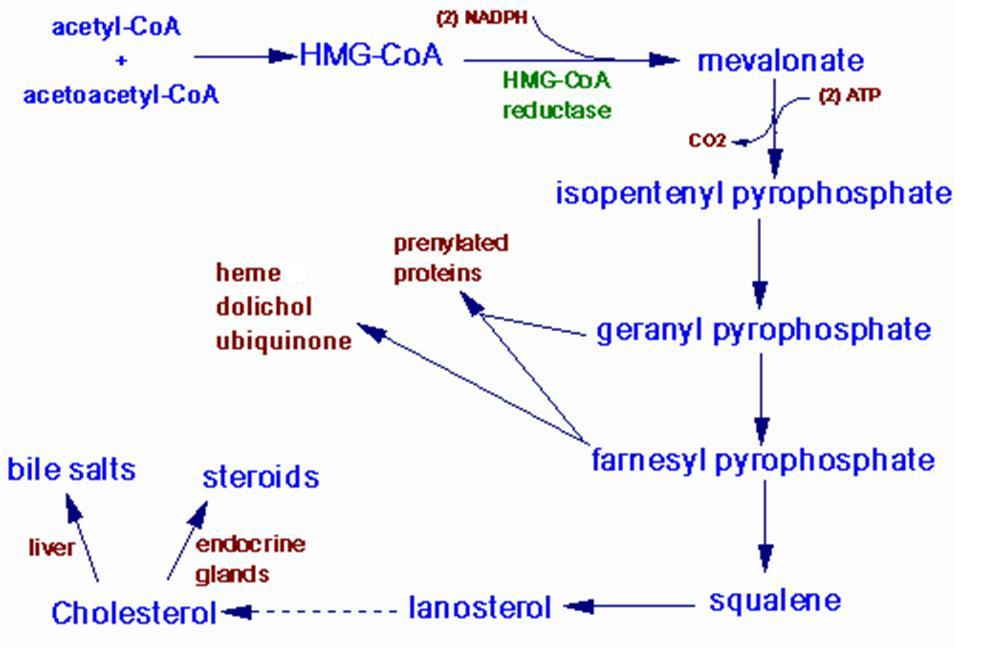 acetyl-CoA
+
acetoacetyl-CoA
HMG-CoA
(2) NADPH
HMG-CoA
reductase
mevalonate
(2) ATP
CO2
isopentenyl pyrophosphate
prenylated
proteins
heme
dolichol
ubiquinone
geranyl pyrophosphate
farnesyl pyrophosphate
bile salts
steroids
liver
endocrine
glands
Cholesterol
lanosterol
squalene